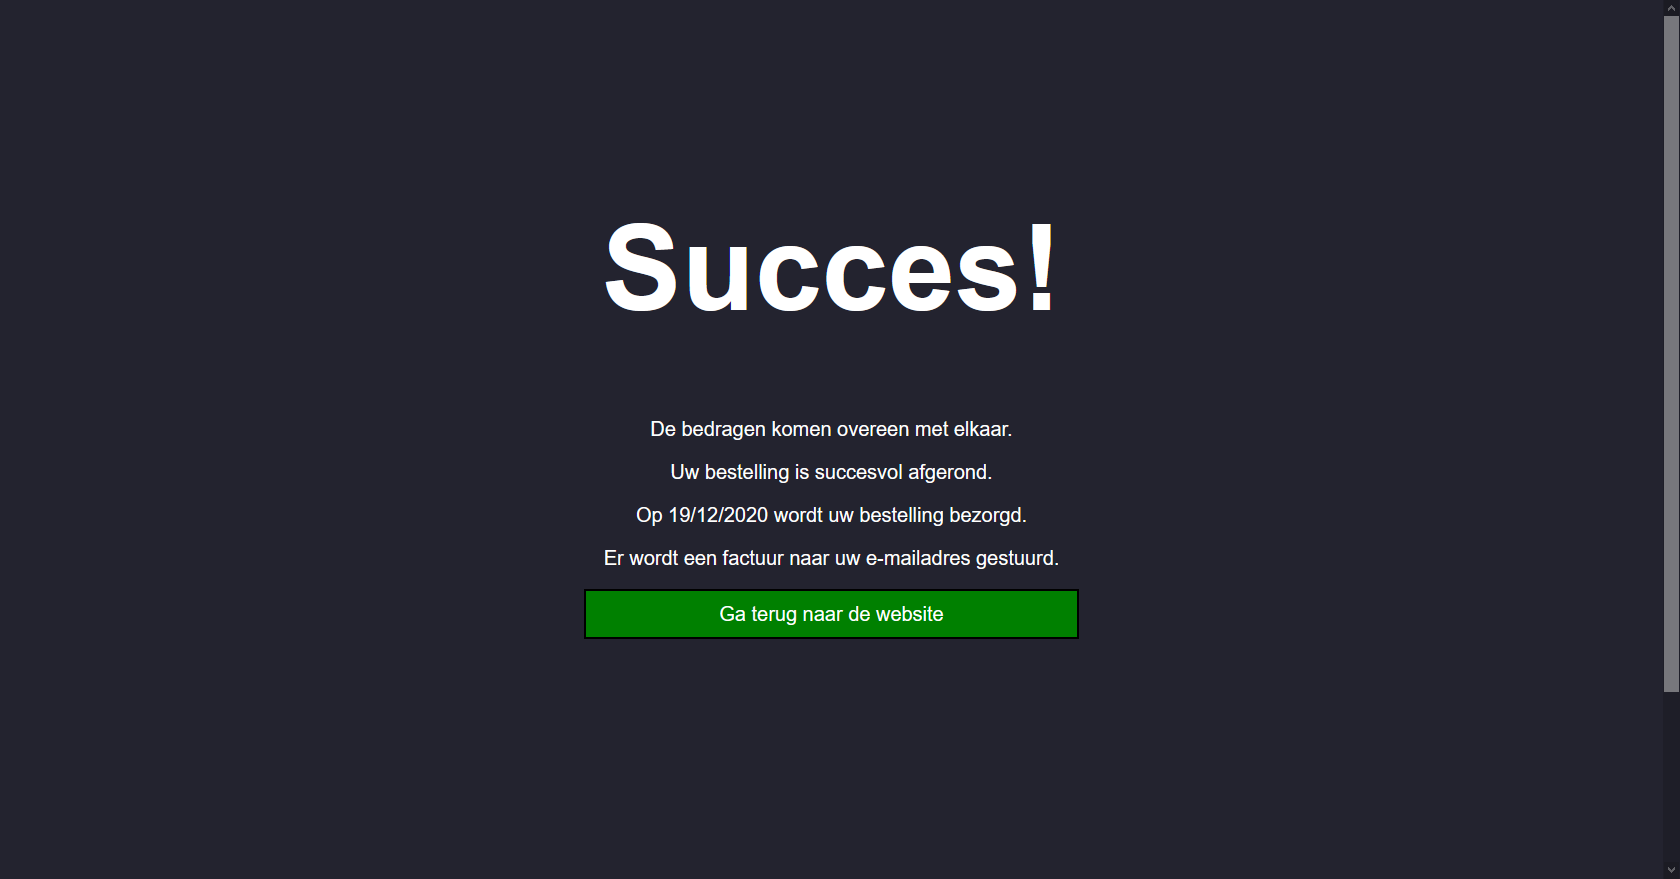 Succes!
De bedragen komen overeen met elkaar.
Uw bestelling is succesvol afgerond.
Op 19/12/2020 wordt uw bestelling bezorgd.
Er wordt een factuur naar uw e-mailadres gestuurd.
Ga terug naar de website